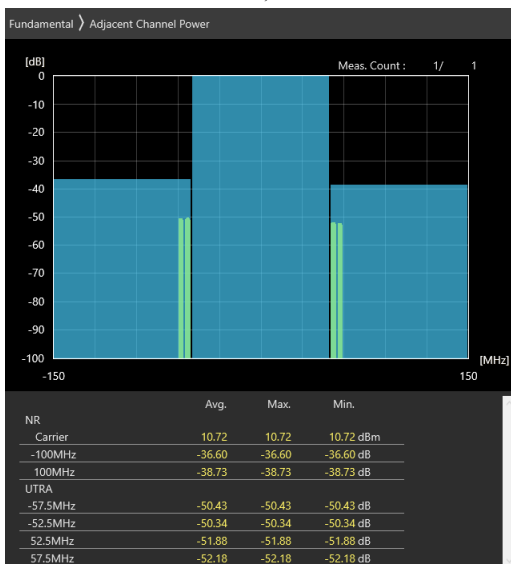 Fundamental 〉 Adjacent Channel Power
[dB]
Meas. Count : 1/ 1
0
-10
-20
-30
-40
-50
-60
-70
-80
-90
-100
[MHz]
-150 150
Avg. Max. Min.
NR
Carrier 10.72 10.72 10.72 dBm
-100MHz -36.60 -36.60 -36.60 dB
100MHz -38.73 -38.73 -38.73 dB
UTRA
-57.5MHz -50.43 -50.43 -50.43 dB
-52.5MHz -50.34 -50.34 -50.34 dB
52.5MHz -51.88 -51.88 -51.88 dB
57.5MHz -52.18 -52.18 -52.18 dB